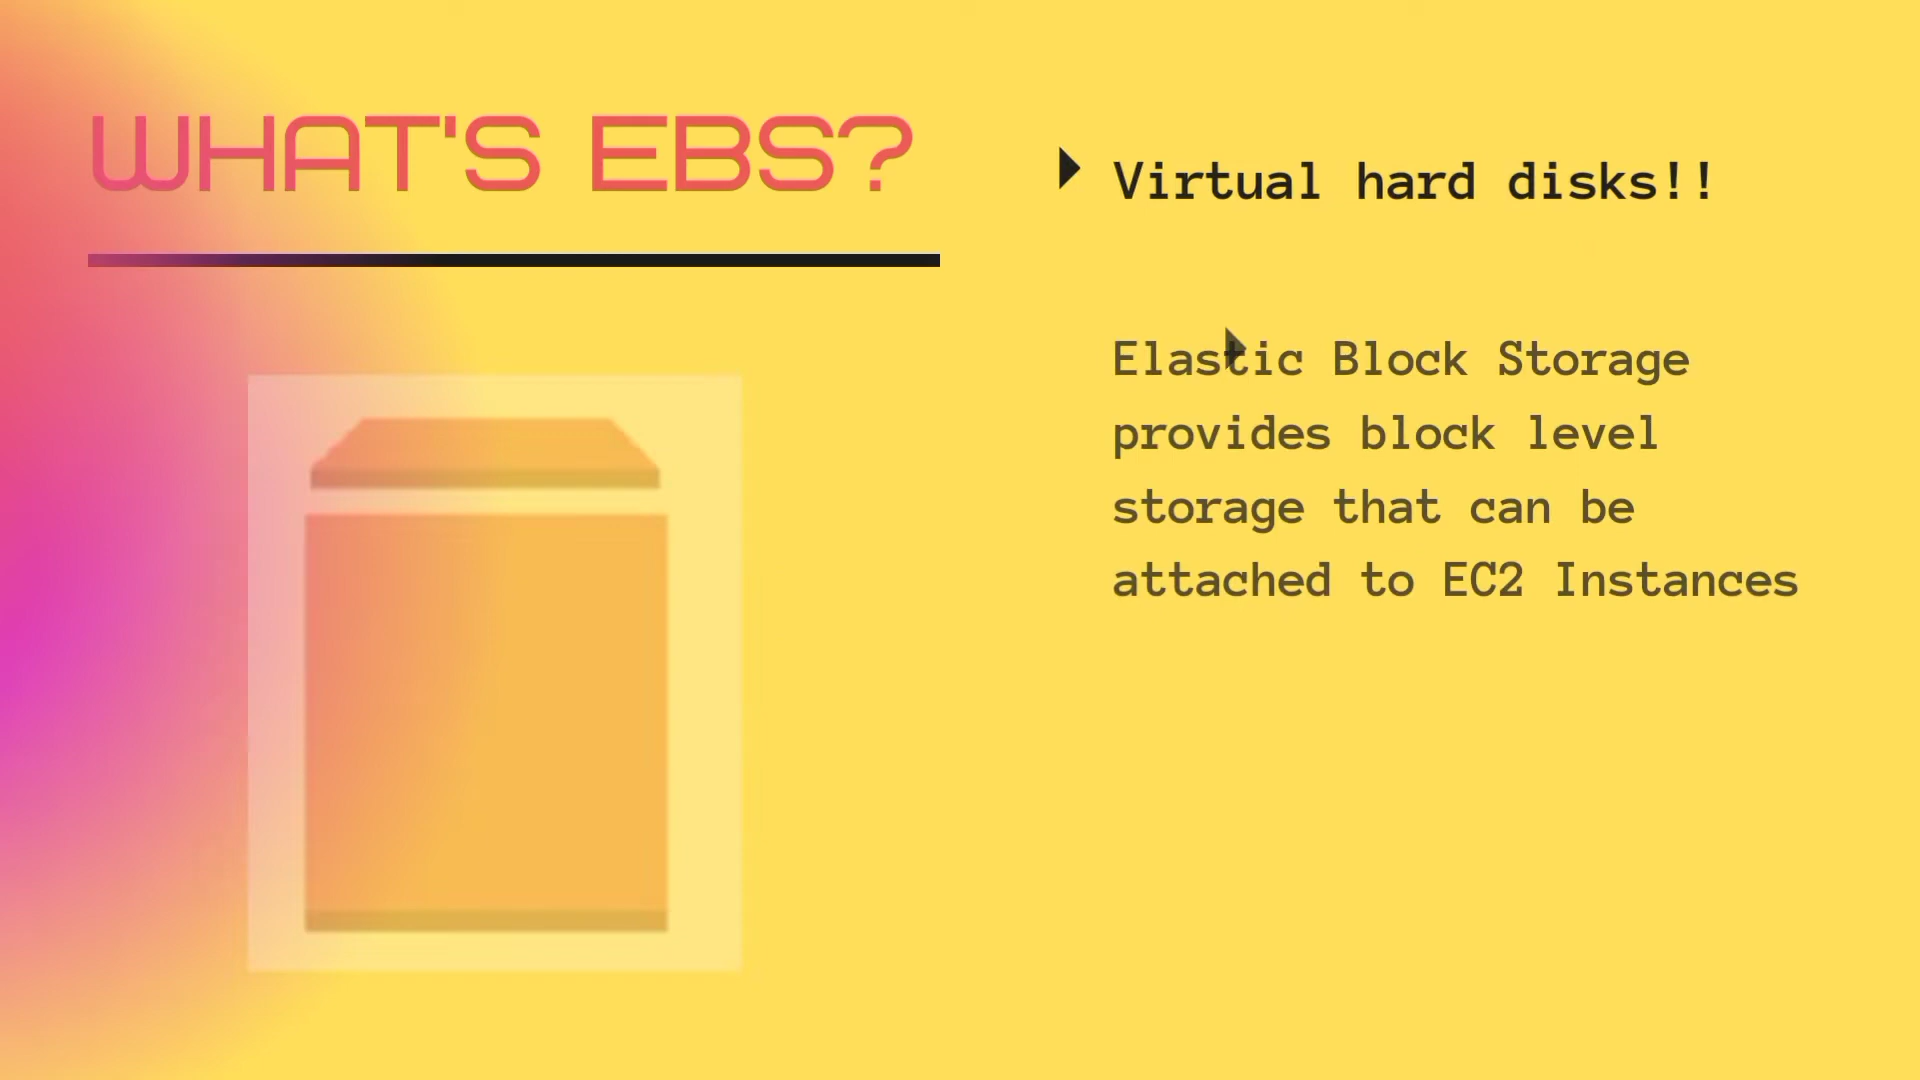 WHAT'S EBS?
Virtual hard disks!!
Elastic Block Storage
provides block level
storage that can be
attached to EC2 Instances